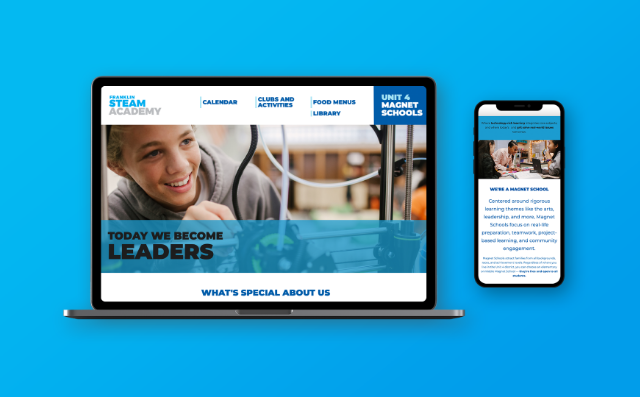 FRANKLIN
STEAM
ACADEMY
CALENDAR
CLUBS AND
ACTIVITIES
FOOD MENUS
LIBRARY
UNIT 4
MAGNET
SCHOOLS
TODAY WE BECOME
LEADERS
WHAT'S SPECIAL ABOUT US
WE'RE A MAGNET SCHOOL
Centered around rigorous
learning themes like the arts,
leadership, and more, Magnet
Schools focus on real-life
preparation, teamwork, project-
based learning, and community
engagement.